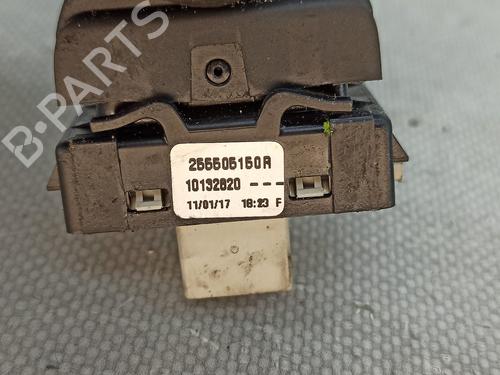 B-PARTS
255505150R
10132820 ---
11/01/17 18:23 F